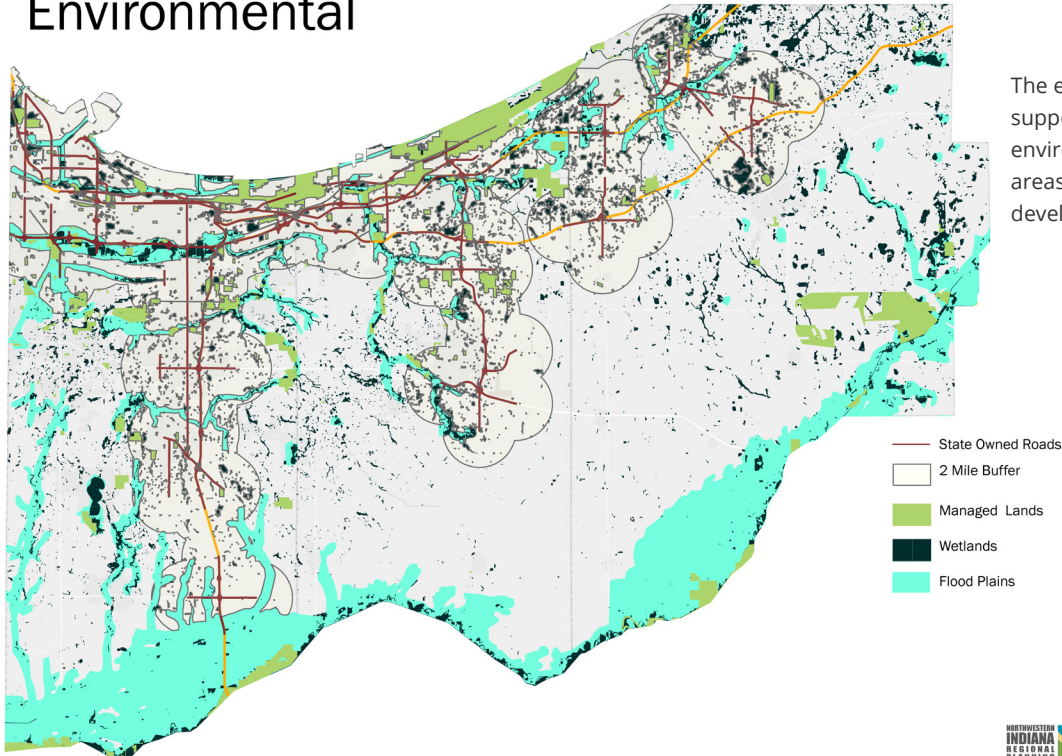 Environmental
The e
suppo
enviro
areas
devel
State Owned Roads
2 Mile Buffer
Managed Lands
Wetlands
Flood Plains
NORTHWESTERN
INDIANA
REGIONAL